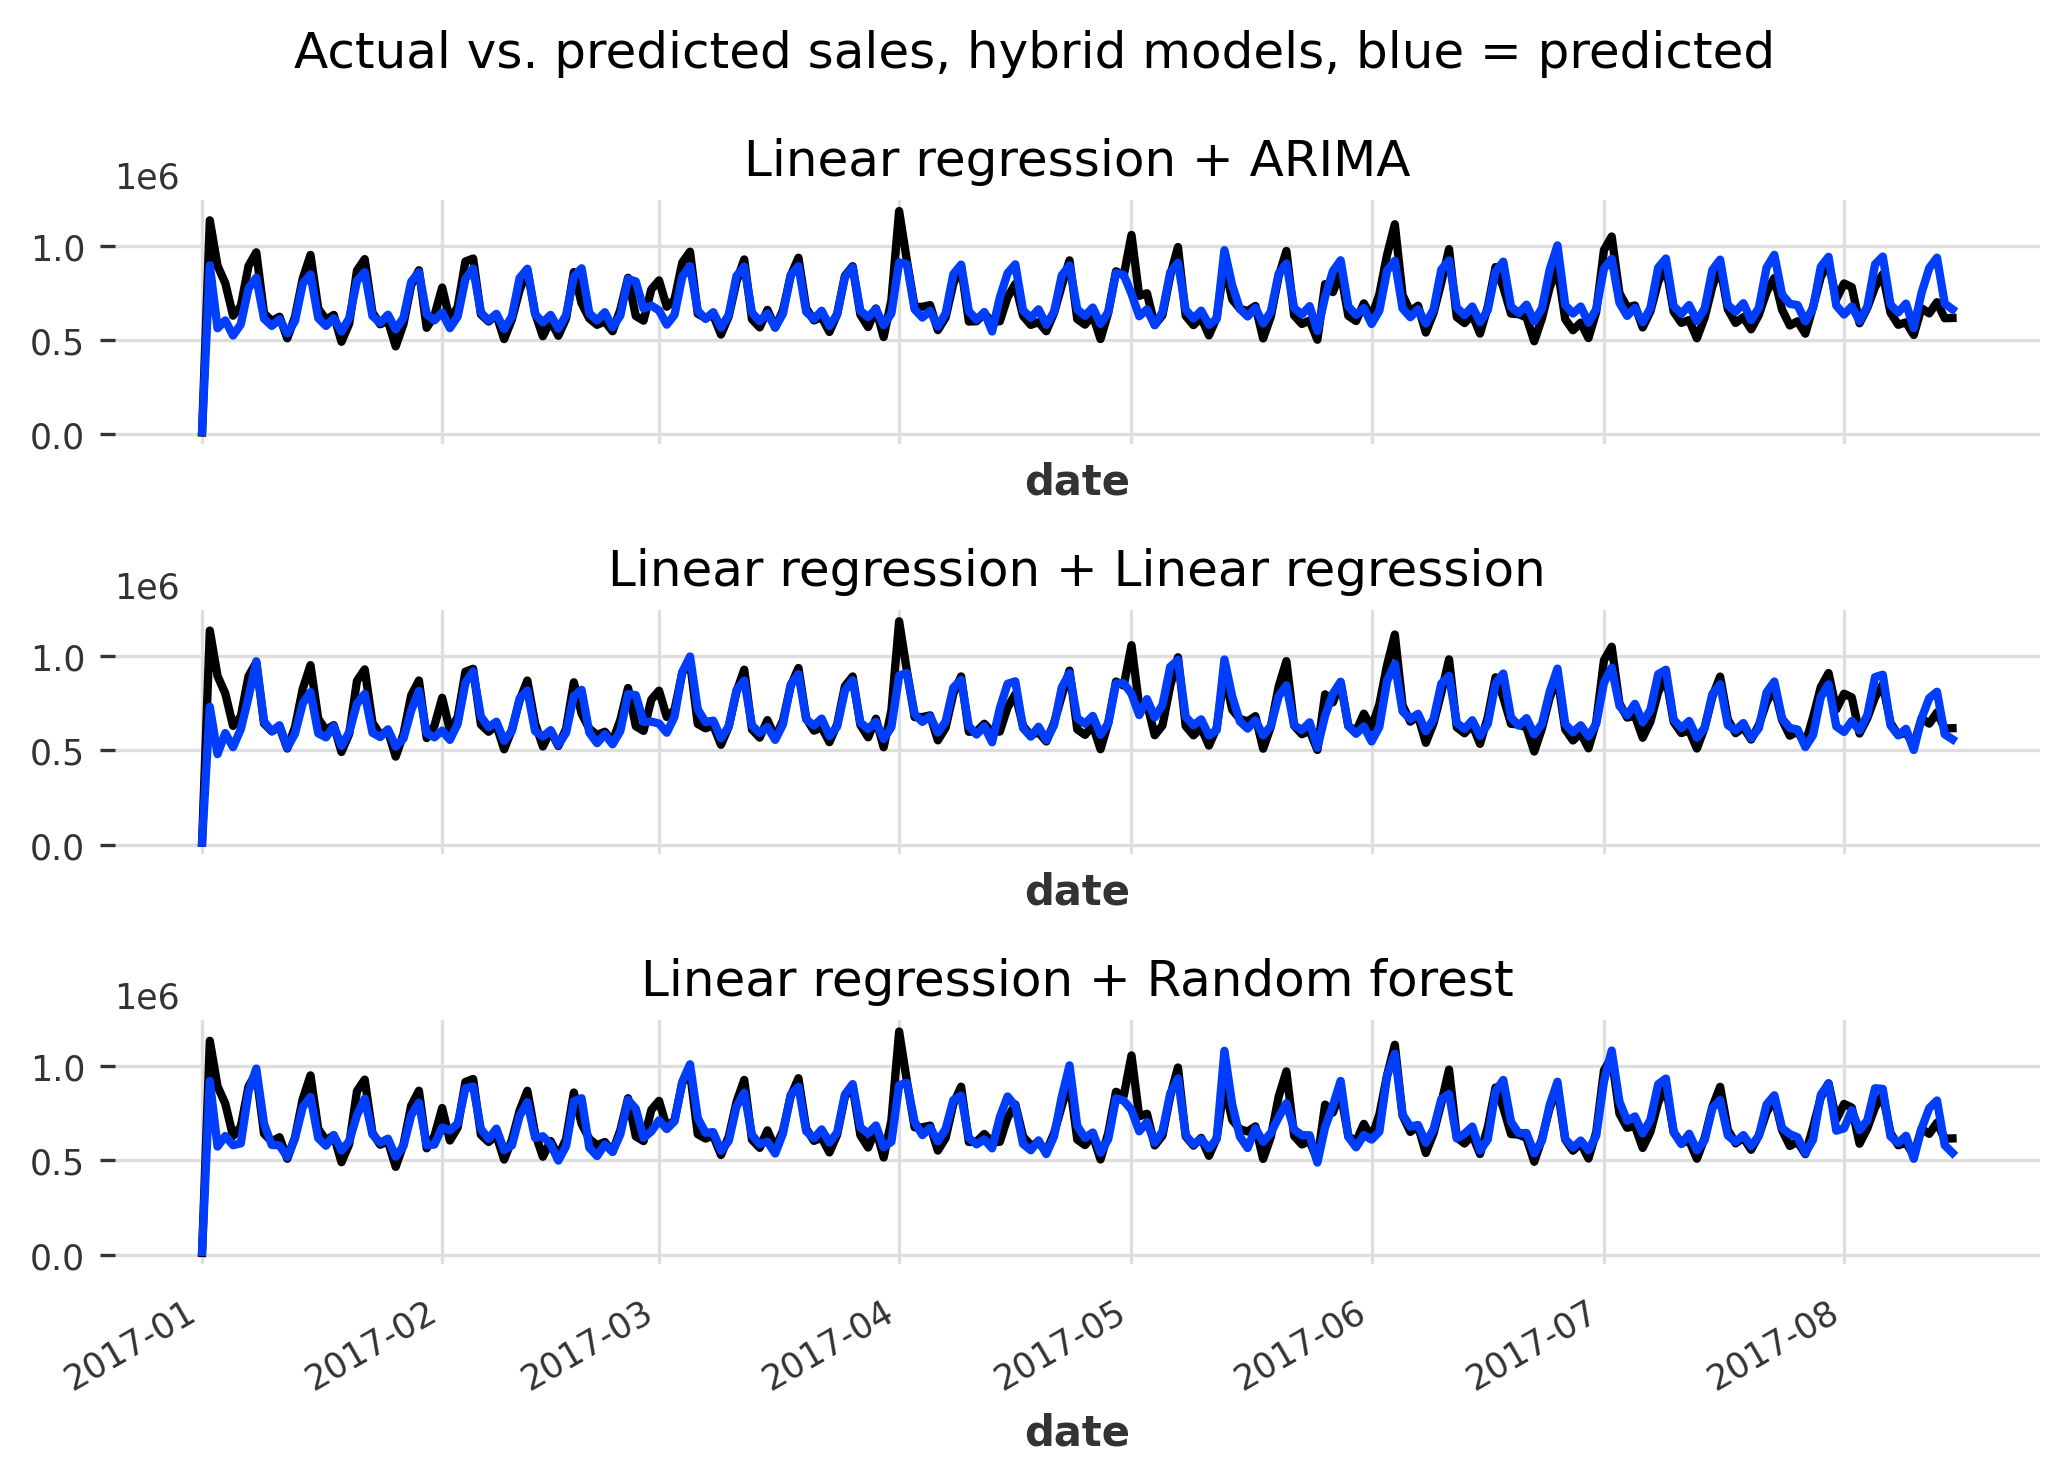 Actual vs. predicted sales, hybrid models, blue = predicted
Linear regression + ARIMA
1e6
1.0
0.5
0.0
date
Linear regression + Linear regression
1e6
1.0
0.5
0.0
date
Linear regression + Random forest
1e6
1.0
0.5
0.0
2017-01 2017-02 2017-03 2017-04 2017-05 2017-06 2017-07 2017-08
date